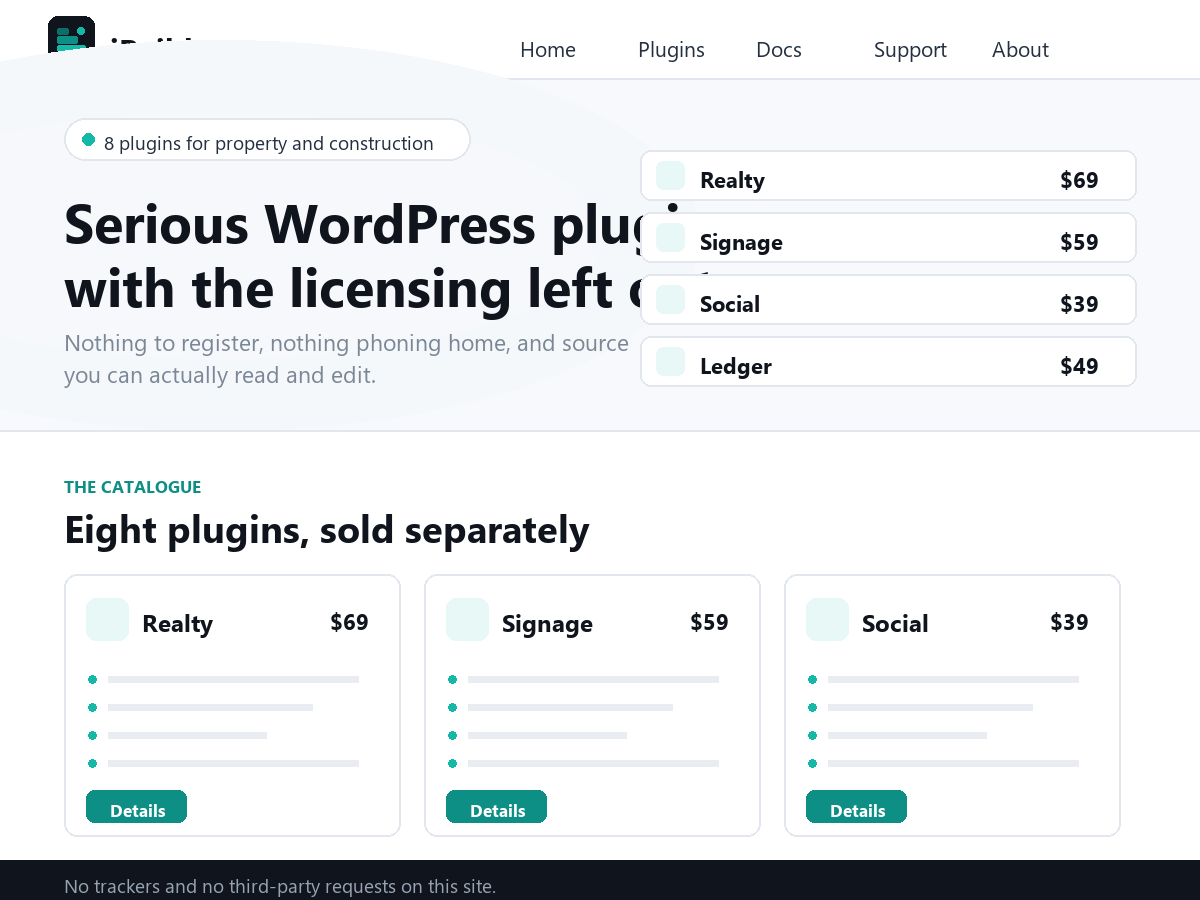 Home Plugins Docs Support About
8 plugins for property and construction
Serious WordPress
with the licensing left
Nothing to register, nothing phoning home, and source
you can actually read and edit.
Realty $69
Signage $59
Social $39
Ledger $49
THE CATALOGUE
Eight plugins, sold separately
Realty $69
Signage $59
Social $39
Details
Details
Details
No trackers and no third-party requests on this site.